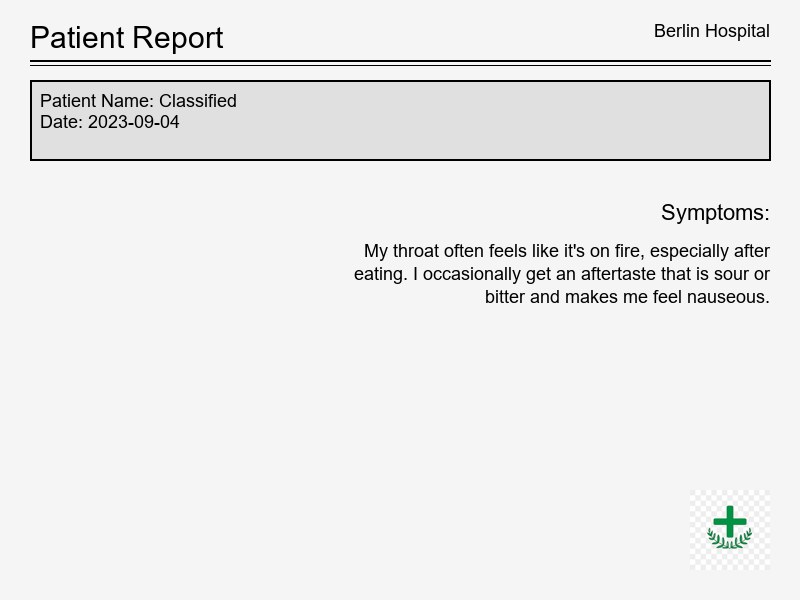 Patient Report
Berlin Hospital
Patient Name: Classified
Date: 2023-09-04
Symptoms:
My throat often feels like it's on fire, especially after
eating. I occasionally get an aftertaste that is sour or
bitter and makes me feel nauseous.